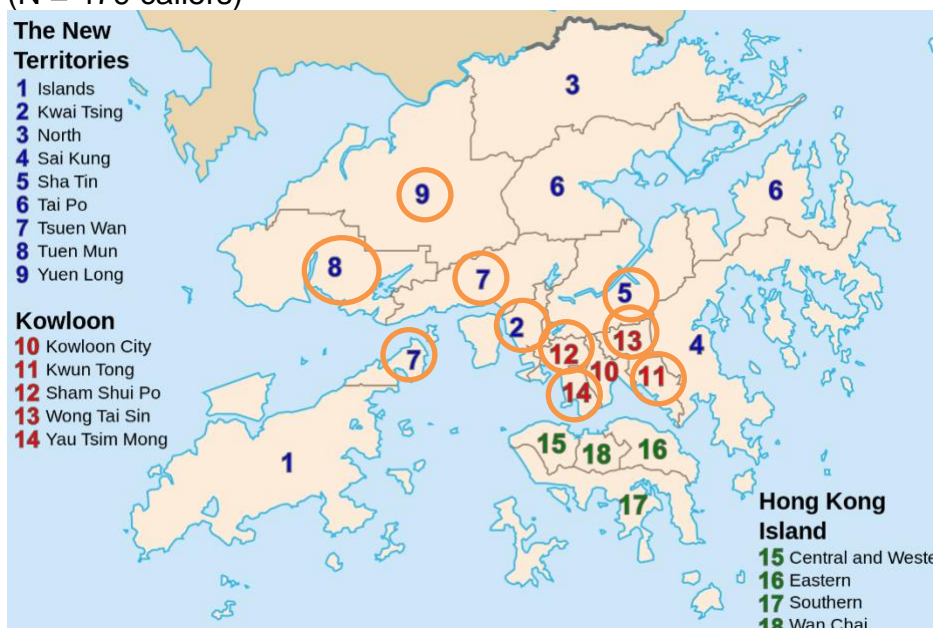 (N = callers)
The New
Territories
1 Islands
2 Kwai Tsing
3 North
4 Sai Kung
5 Sha Tin
6 Tai Po
7 Tsuen Wan
8 Tuen Mun
9 Yuen Long
Kowloon
10 Kowloon City
11 Kwun Tong
12 Sham Shui Po
13 Wong Tai Sin
14 Yau Tsim Mong
3
9
6
6
8
7
5
2
13
4
12
7
10
11
14
1
15
18
16
17
Hong Kong
Island
15 Central and Weste
16 Eastern
17 Southern
18 Wan Chai